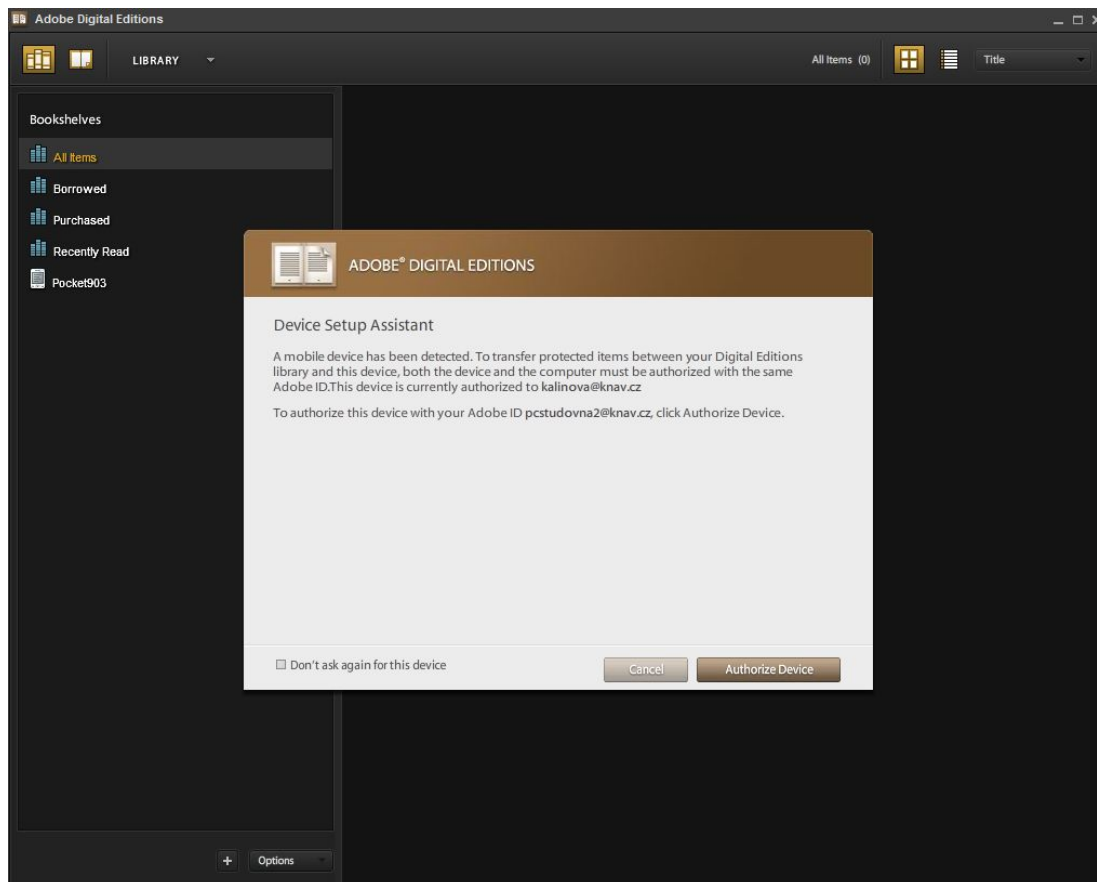 Adobe Digital Editions
LIBRARY
All Items (0)
Title
Bookshelves
All Items
Borrowed
Purchased
Recently Read
Pocket903
ADOBE® DIGITAL EDITIONS
Device Setup Assistant
A mobile device has been detected. To transfer protected items between your Digital Editions
library and this device, both the device and the computer must be authorized with the same
Adobe ID.This device is currently authorized to kalinova@knav.cz
To authorize this device with your Adobe ID pcstudovna2@knav.cz, click Authorize Device.
Don't ask again for this device
Cancel
Authorize Device
+
Options